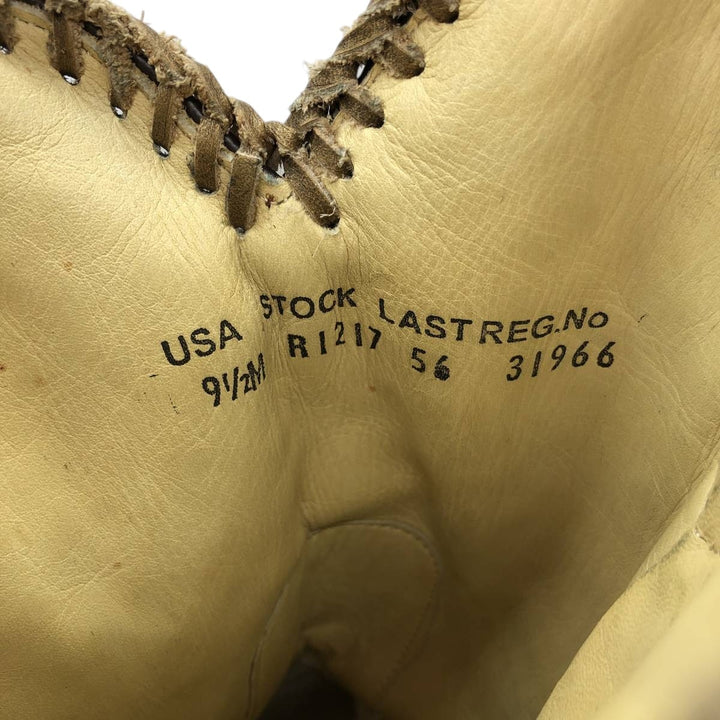 USA STOCK LAST REG.No
9½M R1217 56 31966